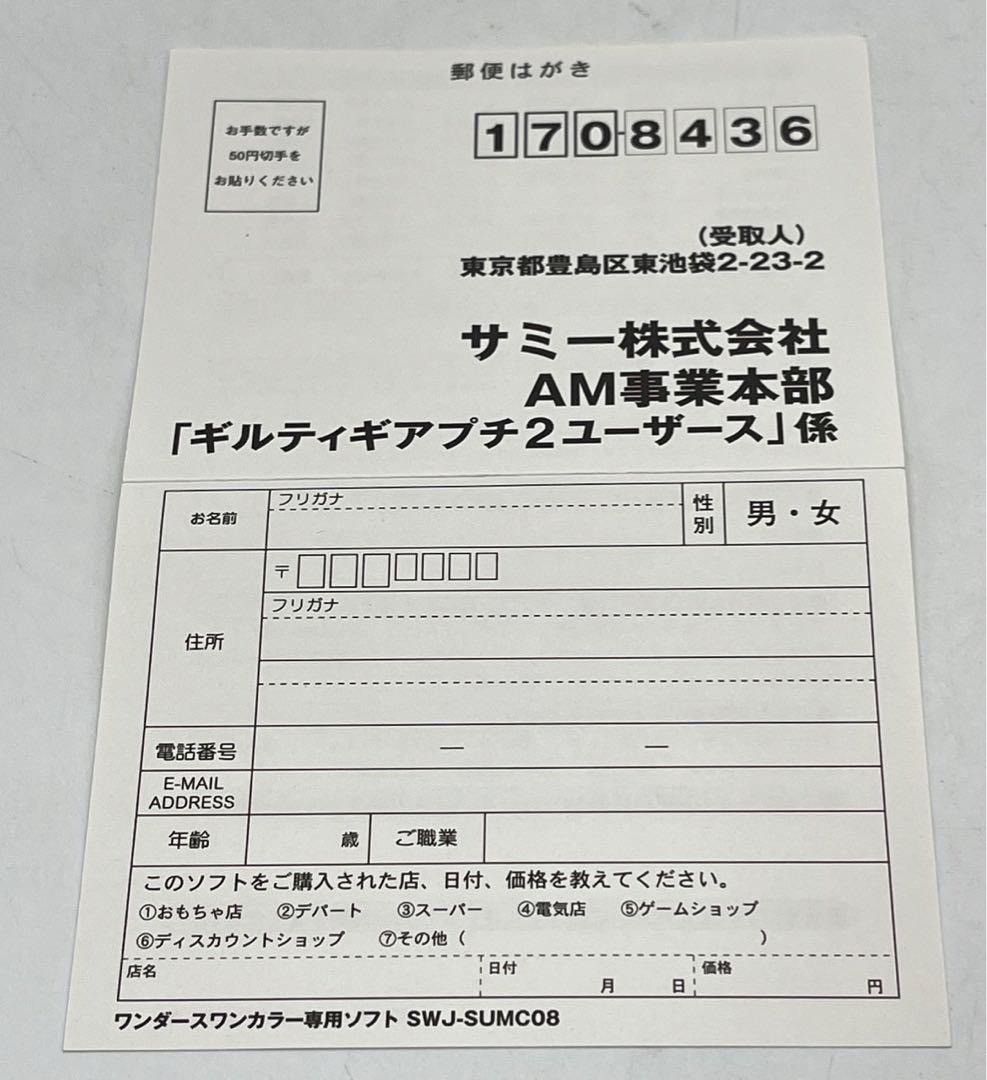 郵便はがき
お手数ですが
50円切手を
お貼りください
170-8436
(受取人)
東京都豊島区東池袋2-23-2
サミー株式会社
AM事業本部
「ギルティギアプチ2ユーザース」係
お名前
フリガナ
性別
男・女
住所
〒
フリガナ
電話番号
— —
E-MAIL
ADDRESS
年齢
歳
ご職業
このソフトをご購入された店、日付、価格を教えてください。
①おもちゃ店 ②デパート ③スーパー ④電気店 ⑤ゲームショップ
⑥ディスカウントショップ ⑦その他( )
店名
日付
月 日
価格
円
ワンダースワンカラー専用ソフト SWJ-SUMC08